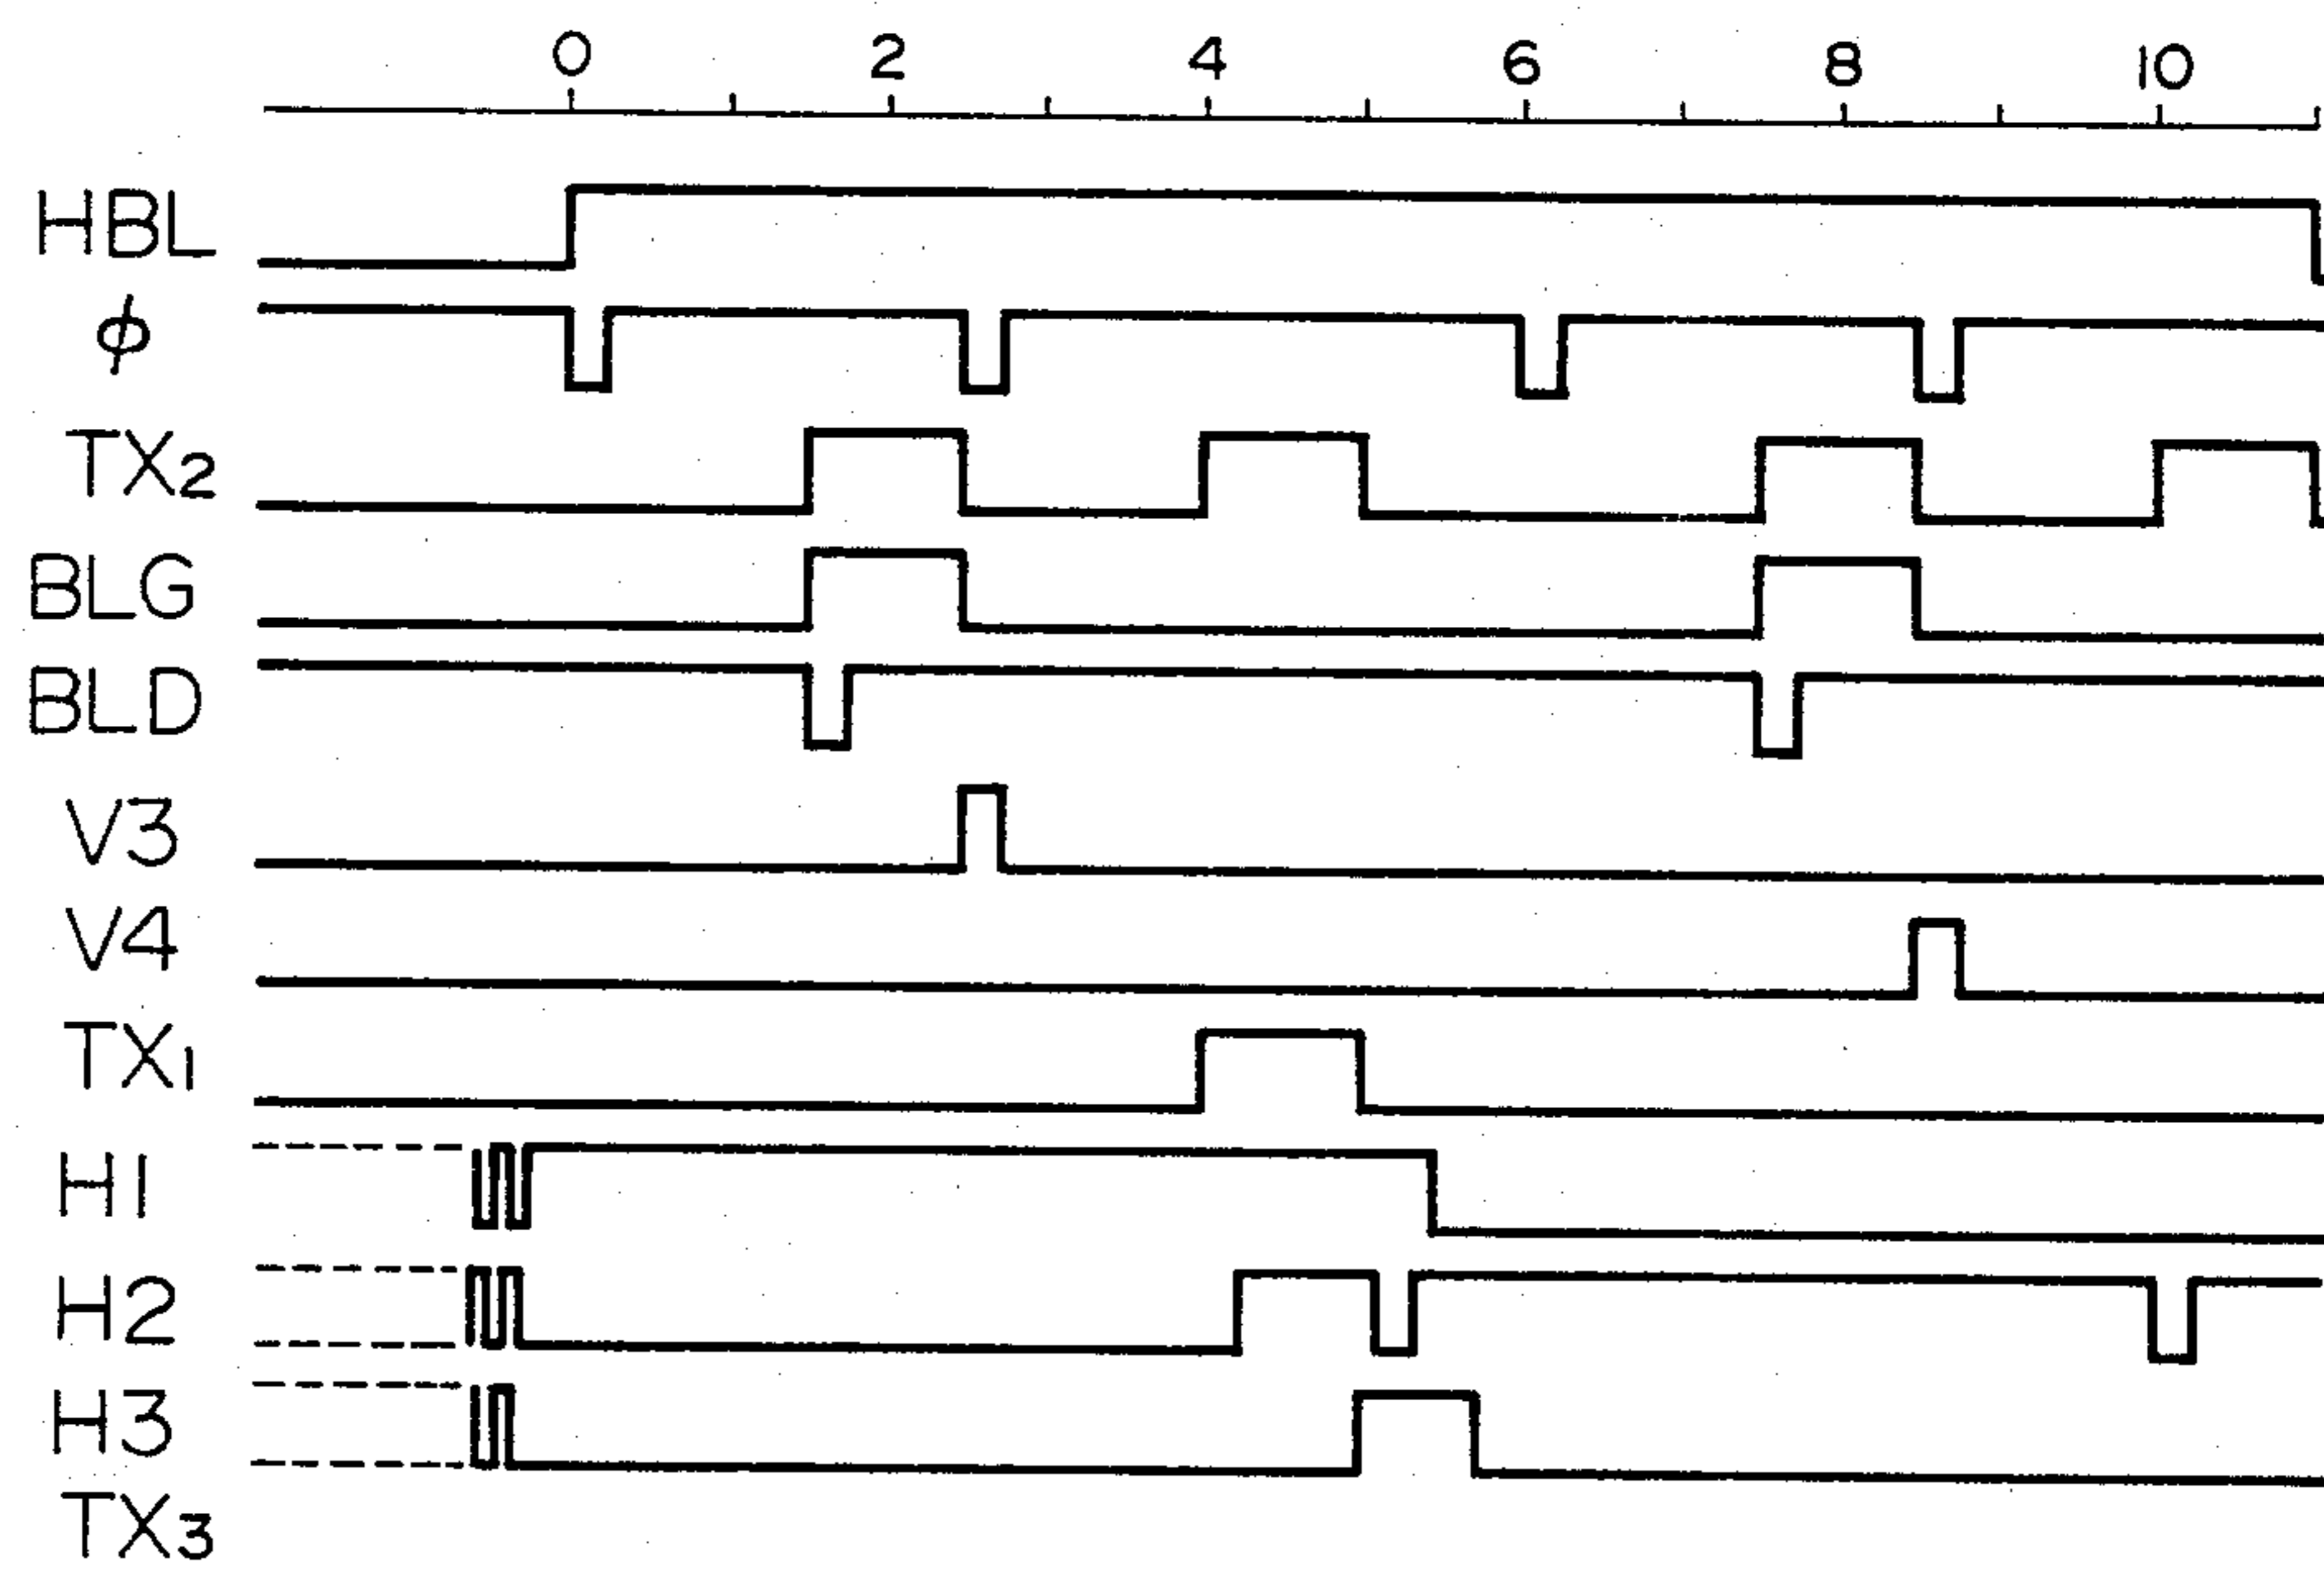 0 2 4 6 8 10
HBL
ϕ
TX2
BLG
BLD
V3
V4
TX1
H1
H2
H3
TX3